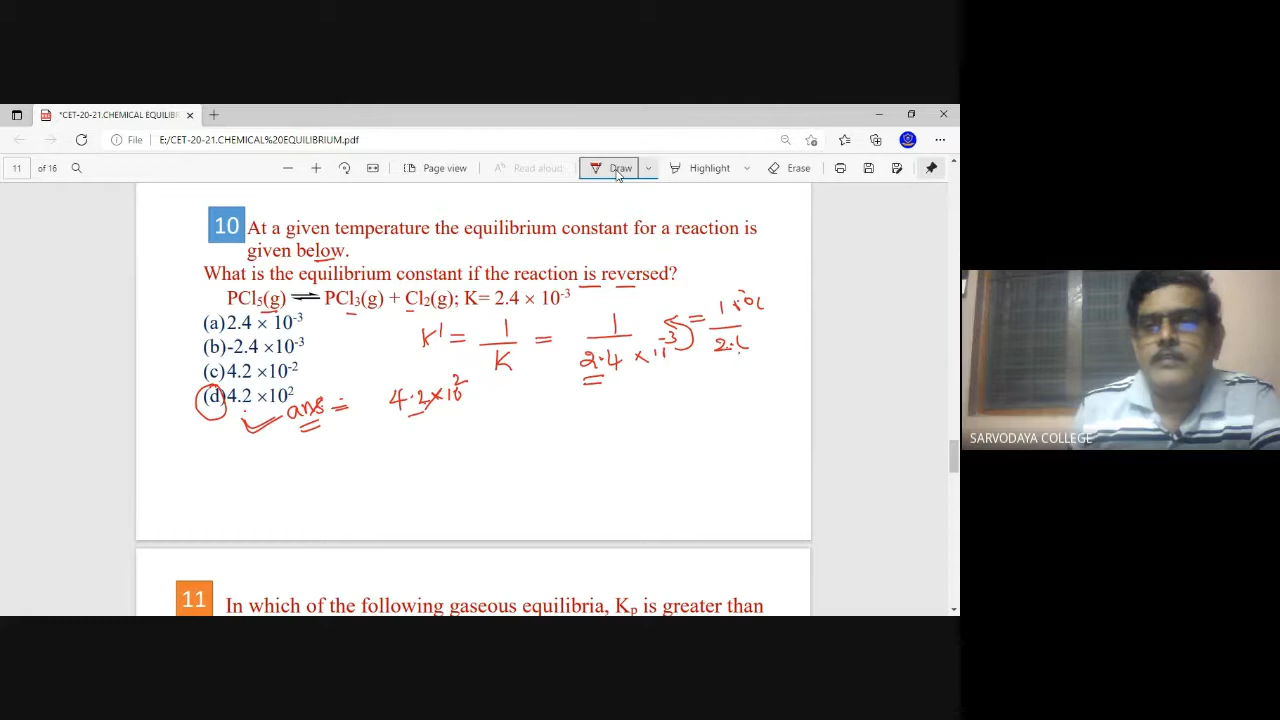 *CET-20-21.CHEMICAL EQUILIBR
File E:/CET-20-21.CHEMICAL%20EQUILIBRIUM.pdf
11 of 16 Page view Read aloud Draw Highlight Erase
10 At a given temperature the equilibrium constant for a reaction is
given below.
What is the equilibrium constant if the reaction is reversed?
PCl₅(g) ⇌ PCl₃(g) + Cl₂(g); K= 2.4 × 10⁻³
(a) 2.4 × 10⁻³
(b) -2.4 ×10⁻³
(c) 4.2 ×10⁻²
(d) 4.2 ×10²
K' = 1/K = 1/2.4 ×
ans = 4.2×10²
SARVODAYA COLLEGE
11 In which of the following gaseous equilibria, Kₚ is greater than